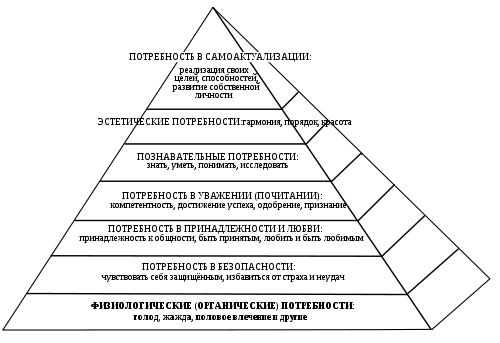 ПОТРЕБНОСТЬ В САМОАКТУАЛИЗАЦИИ:
реализация своих
целей, способностей,
развитие собственной
личности
ЭСТЕТИЧЕСКИЕ ПОТРЕБНОСТИ:гармония, порядок, красота
ПОЗНАВАТЕЛЬНЫЕ ПОТРЕБНОСТИ:
знать, уметь, понимать, исследовать
ПОТРЕБНОСТЬ В УВАЖЕНИИ (ПОЧИТАНИИ):
компетентность, достижение успеха, одобрение, признание
ПОТРЕБНОСТЬ В ПРИНАДЛЕЖНОСТИ И ЛЮБВИ:
принадлежность к общности, быть принятым, любить и быть любимым
ПОТРЕБНОСТЬ В БЕЗОПАСНОСТИ:
чувствовать себя защищённым, избавиться от страха и неудач
ФИЗИОЛОГИЧЕСКИЕ (ОРГАНИЧЕСКИЕ) ПОТРЕБНОСТИ:
голод, жажда, половое влечение и другие